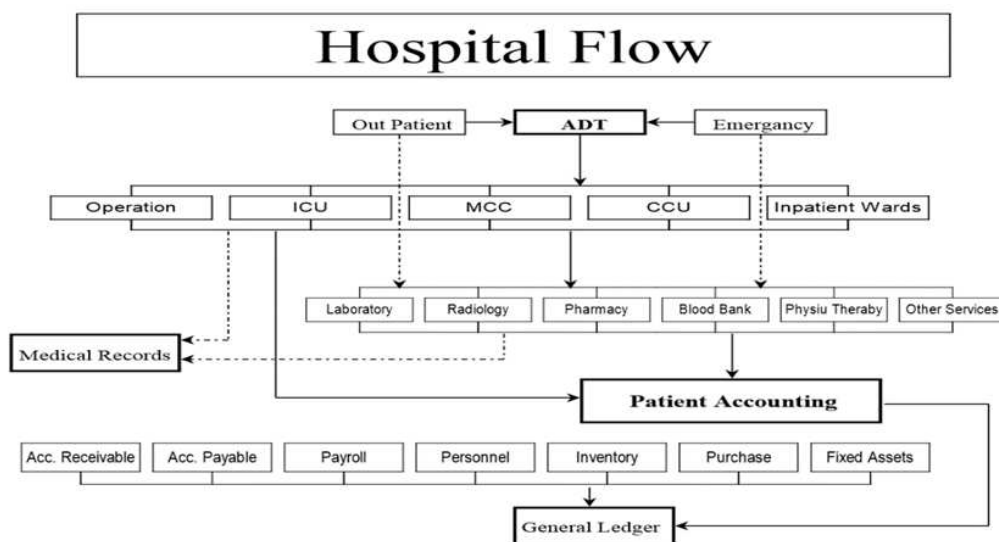 Hospital Flow
Out Patient
ADT
Emergancy
Operation
ICU
MCC
CCU
Inpatient Wards
Laboratory
Radiology
Pharmacy
Blood Bank
Physiu Theraby
Other Services
Medical Records
Patient Accounting
Acc. Receivable
Acc. Payable
Payroll
Personnel
Inventory
Purchase
Fixed Assets
General Ledger